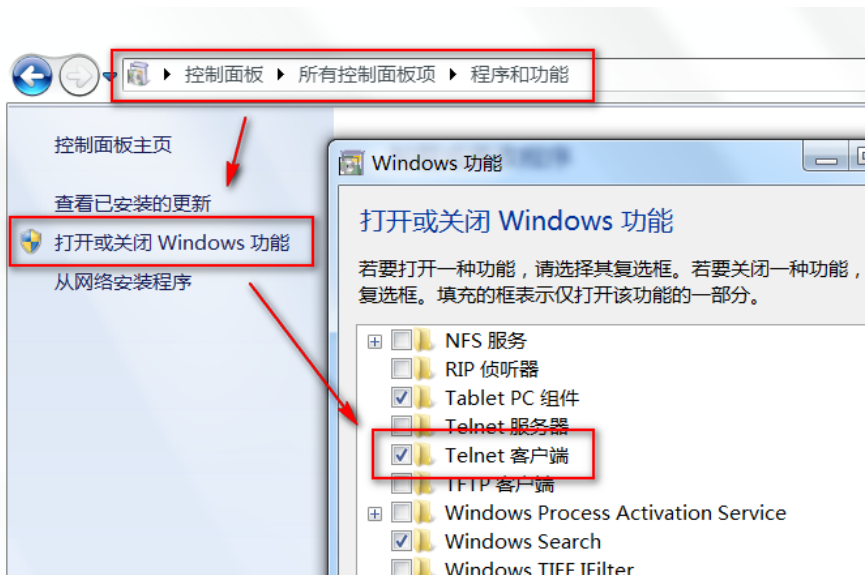 控制面板 ▸ 所有控制面板项 ▸ 程序和功能
控制面板主页
查看已安装的更新
打开或关闭 Windows 功能
从网络安装程序
Windows 功能
打开或关闭 Windows 功能
若要打开一种功能，请选择其复选框。若要关闭一种功能，
复选框。填充的框表示仅打开该功能的一部分。
NFS 服务
RIP 侦听器
Tablet PC 组件
Telnet 服务器
Telnet 客户端
TFTP 客户端
Windows Process Activation Service
Windows Search
Windows TIFF IFilter